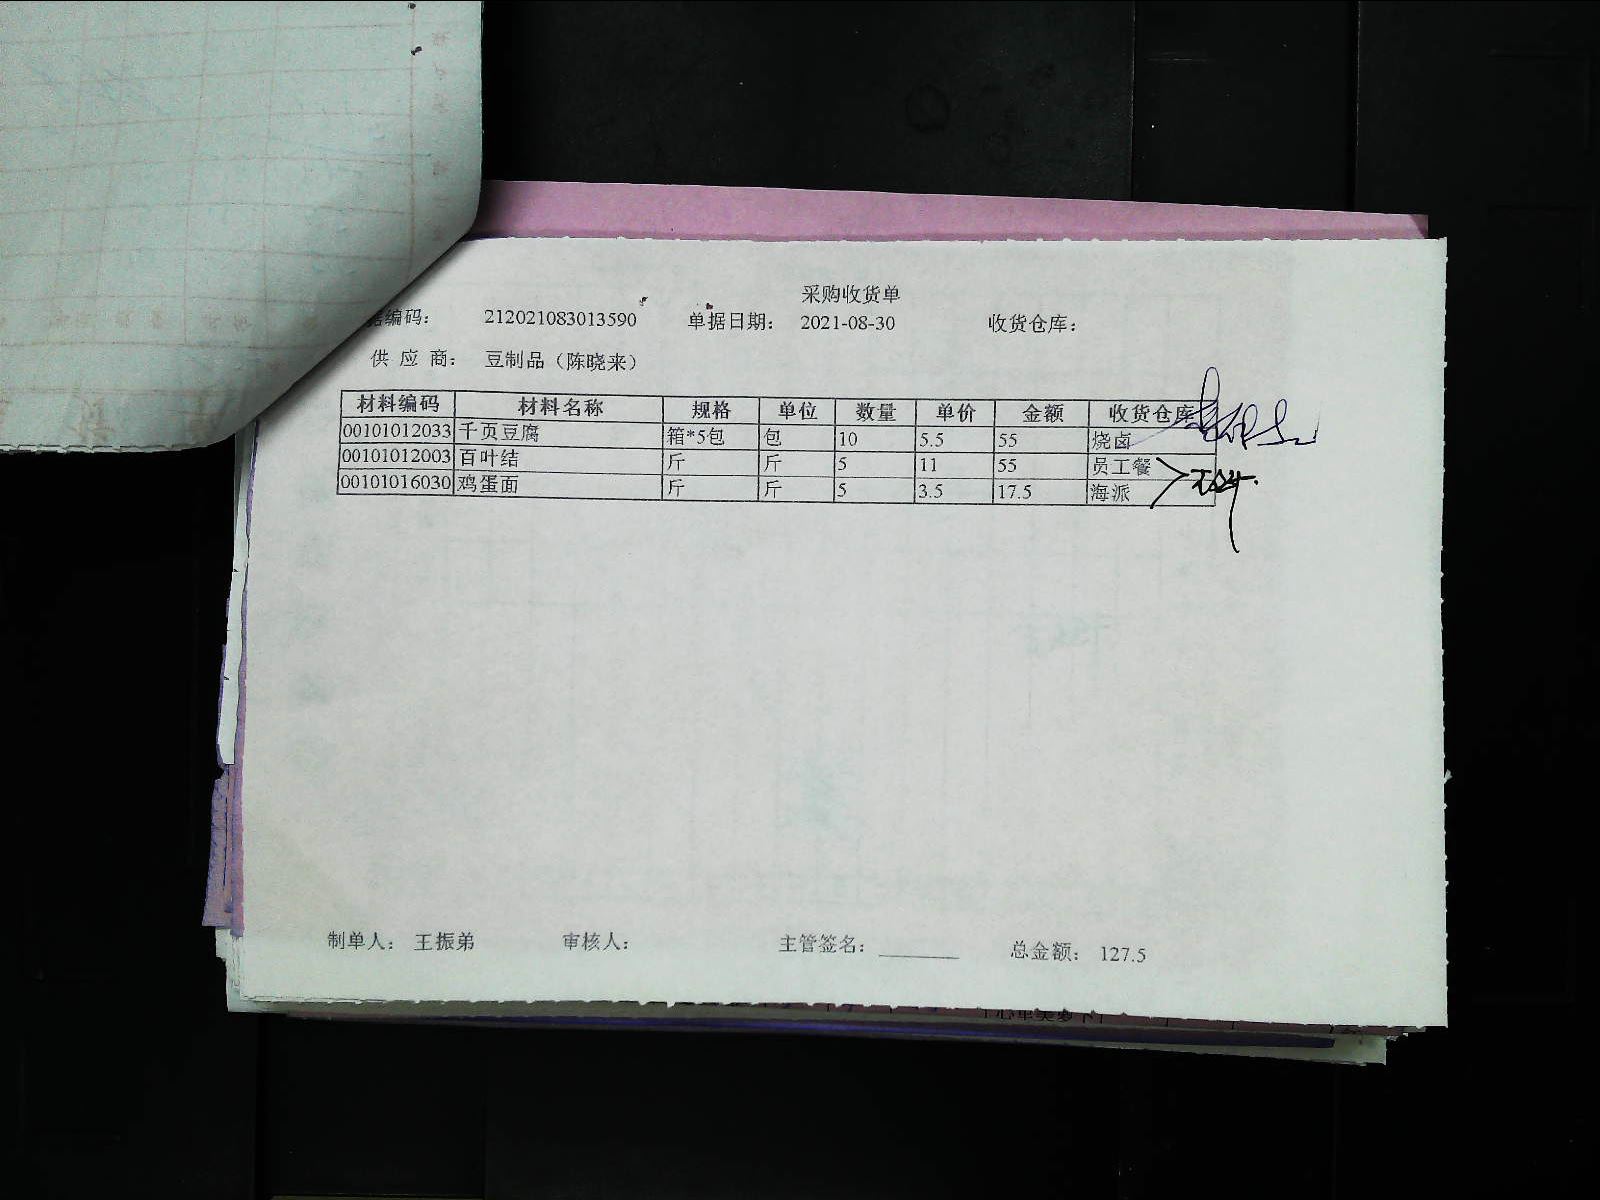 采购收货单
据编码： 212021083013590 单据日期： 2021-08-30 收货仓库：
供 应 商： 豆制品（陈晓来）
材料编码 材料名称 规格 单位 数量 单价 金额 收货仓库
00101012033 千页豆腐 箱*5包 包 10 5.5 55 烧卤
00101012003 百叶结 斤 斤 5 11 55 员工餐
00101016030 鸡蛋面 斤 斤 5 3.5 17.5 海派
制单人： 王振弟 审核人： 主管签名： 总金额： 127.5